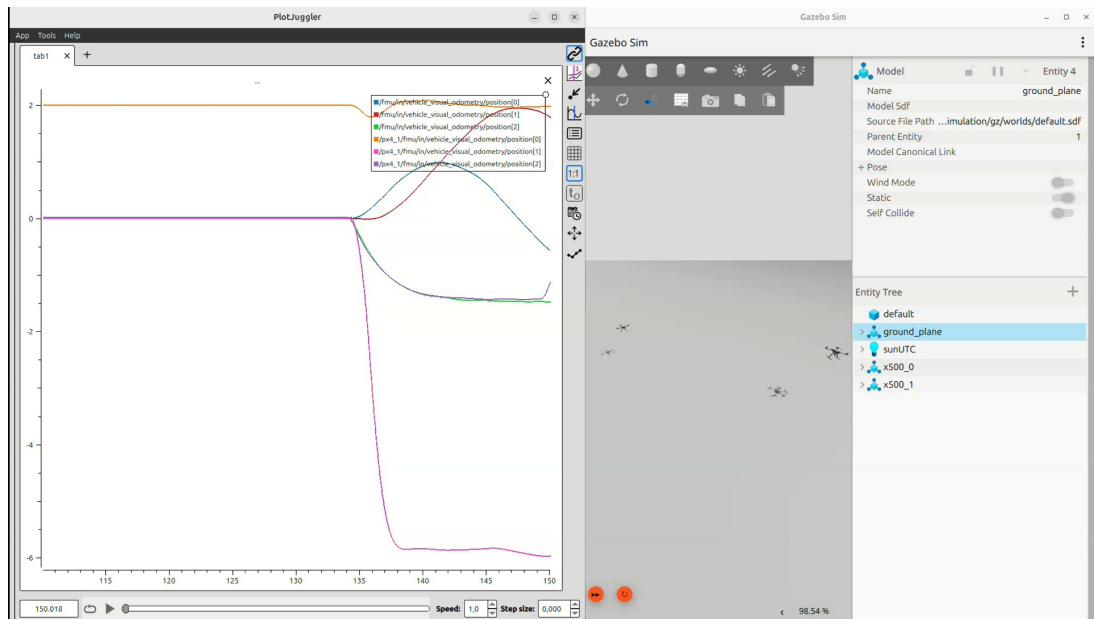 PlotJuggler
App Tools Help
tab1
...
/fmu/in/vehicle_visual_odometry/position[0]
/fmu/in/vehicle_visual_odometry/position[1]
/fmu/in/vehicle_visual_odometry/position[2]
/px4_1/fmu/in/vehicle_visual_odometry/position[0]
/px4_1/fmu/in/vehicle_visual_odometry/position[1]
/px4_1/fmu/in/vehicle_visual_odometry/position[2]
2
0
-2
-4
-6
115 120 125 130 135 140 145 150
1:1
t0
150.018
Speed: 1,0 Step size: 0,000
Gazebo Sim
Gazebo Sim
98.54 %
Model Entity 4
Name ground_plane
Model Sdf
Source File Path ...imulation/gz/worlds/default.sdf
Parent Entity 1
Model Canonical Link
+ Pose
Wind Mode
Static
Self Collide
Entity Tree
default
ground_plane
sunUTC
x500_0
x500_1